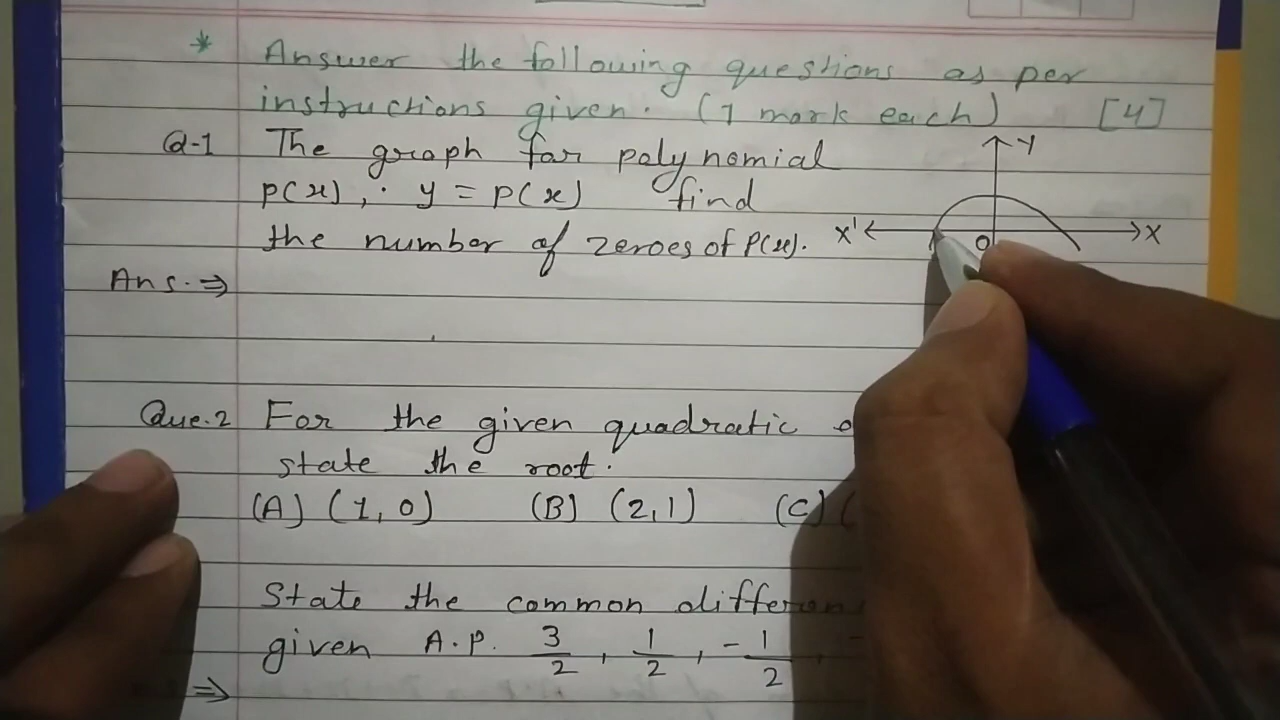 * Answer the following questions as per
instructions given. (1 mark each) [4]
Q-1 The graph for polynomial
p(x), . y = p(x) find
the number of zeroes of P(x).
Y
X' X
O
Ans. ⇒
Que.2 For the given quadratic
state the root.
(A) (1, 0) (B) (2,1) (C) (
State the common differen
given A.P. 3/2, 1/2, -1/2, -
⇒